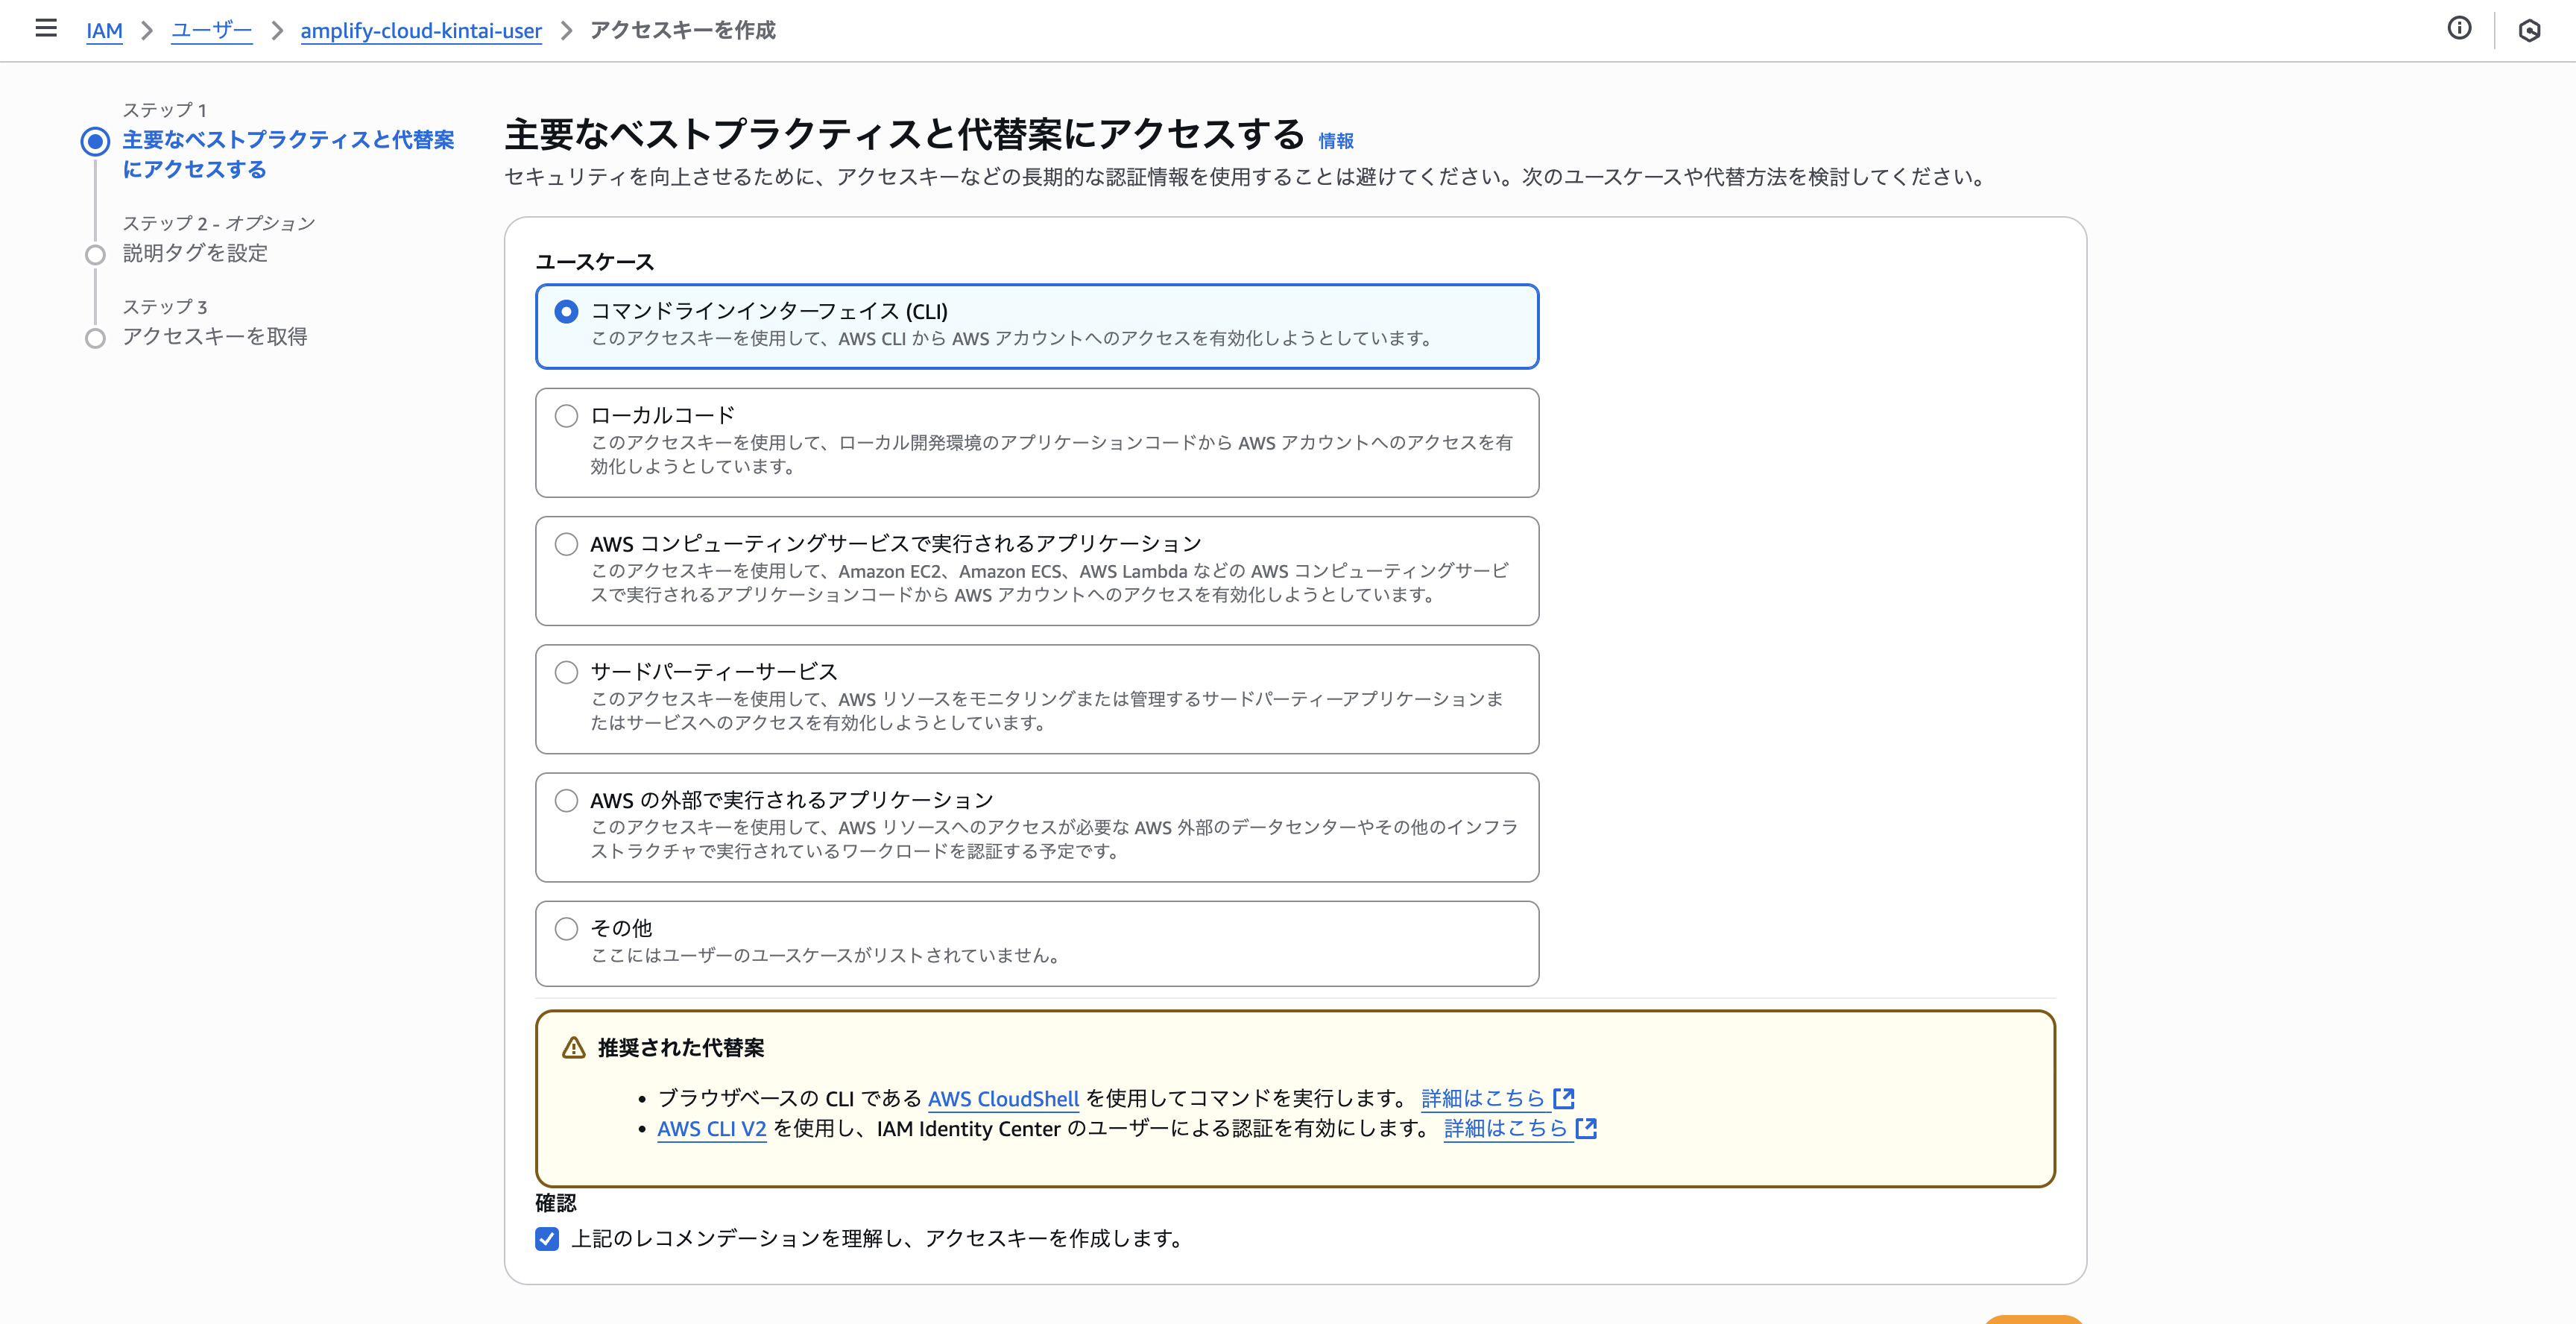 IAM > ユーザー > amplify-cloud-kintai-user > アクセスキーを作成
ステップ 1
主要なベストプラクティスと代替案
にアクセスする
ステップ 2 - オプション
説明タグを設定
ステップ 3
アクセスキーを取得
主要なベストプラクティスと代替案にアクセスする 情報
セキュリティを向上させるために、アクセスキーなどの長期的な認証情報を使用することは避けてください。次のユースケースや代替方法を検討してください。
ユースケース
コマンドラインインターフェイス (CLI)
このアクセスキーを使用して、AWS CLI から AWS アカウントへのアクセスを有効化しようとしています。
ローカルコード
このアクセスキーを使用して、ローカル開発環境のアプリケーションコードから AWS アカウントへのアクセスを有
効化しようとしています。
AWS コンピューティングサービスで実行されるアプリケーション
このアクセスキーを使用して、Amazon EC2、Amazon ECS、AWS Lambda などの AWS コンピューティングサービ
スで実行されるアプリケーションコードから AWS アカウントへのアクセスを有効化しようとしています。
サードパーティーサービス
このアクセスキーを使用して、AWS リソースをモニタリングまたは管理するサードパーティーアプリケーションま
たはサービスへのアクセスを有効化しようとしています。
AWS の外部で実行されるアプリケーション
このアクセスキーを使用して、AWS リソースへのアクセスが必要な AWS 外部のデータセンターやその他のインフラ
ストラクチャで実行されているワークロードを認証する予定です。
その他
ここにはユーザーのユースケースがリストされていません。
推奨された代替案
• ブラウザベースの CLI である AWS CloudShell を使用してコマンドを実行します。 詳細はこちら
• AWS CLI V2 を使用し、IAM Identity Center のユーザーによる認証を有効にします。 詳細はこちら
確認
上記のレコメンデーションを理解し、アクセスキーを作成します。